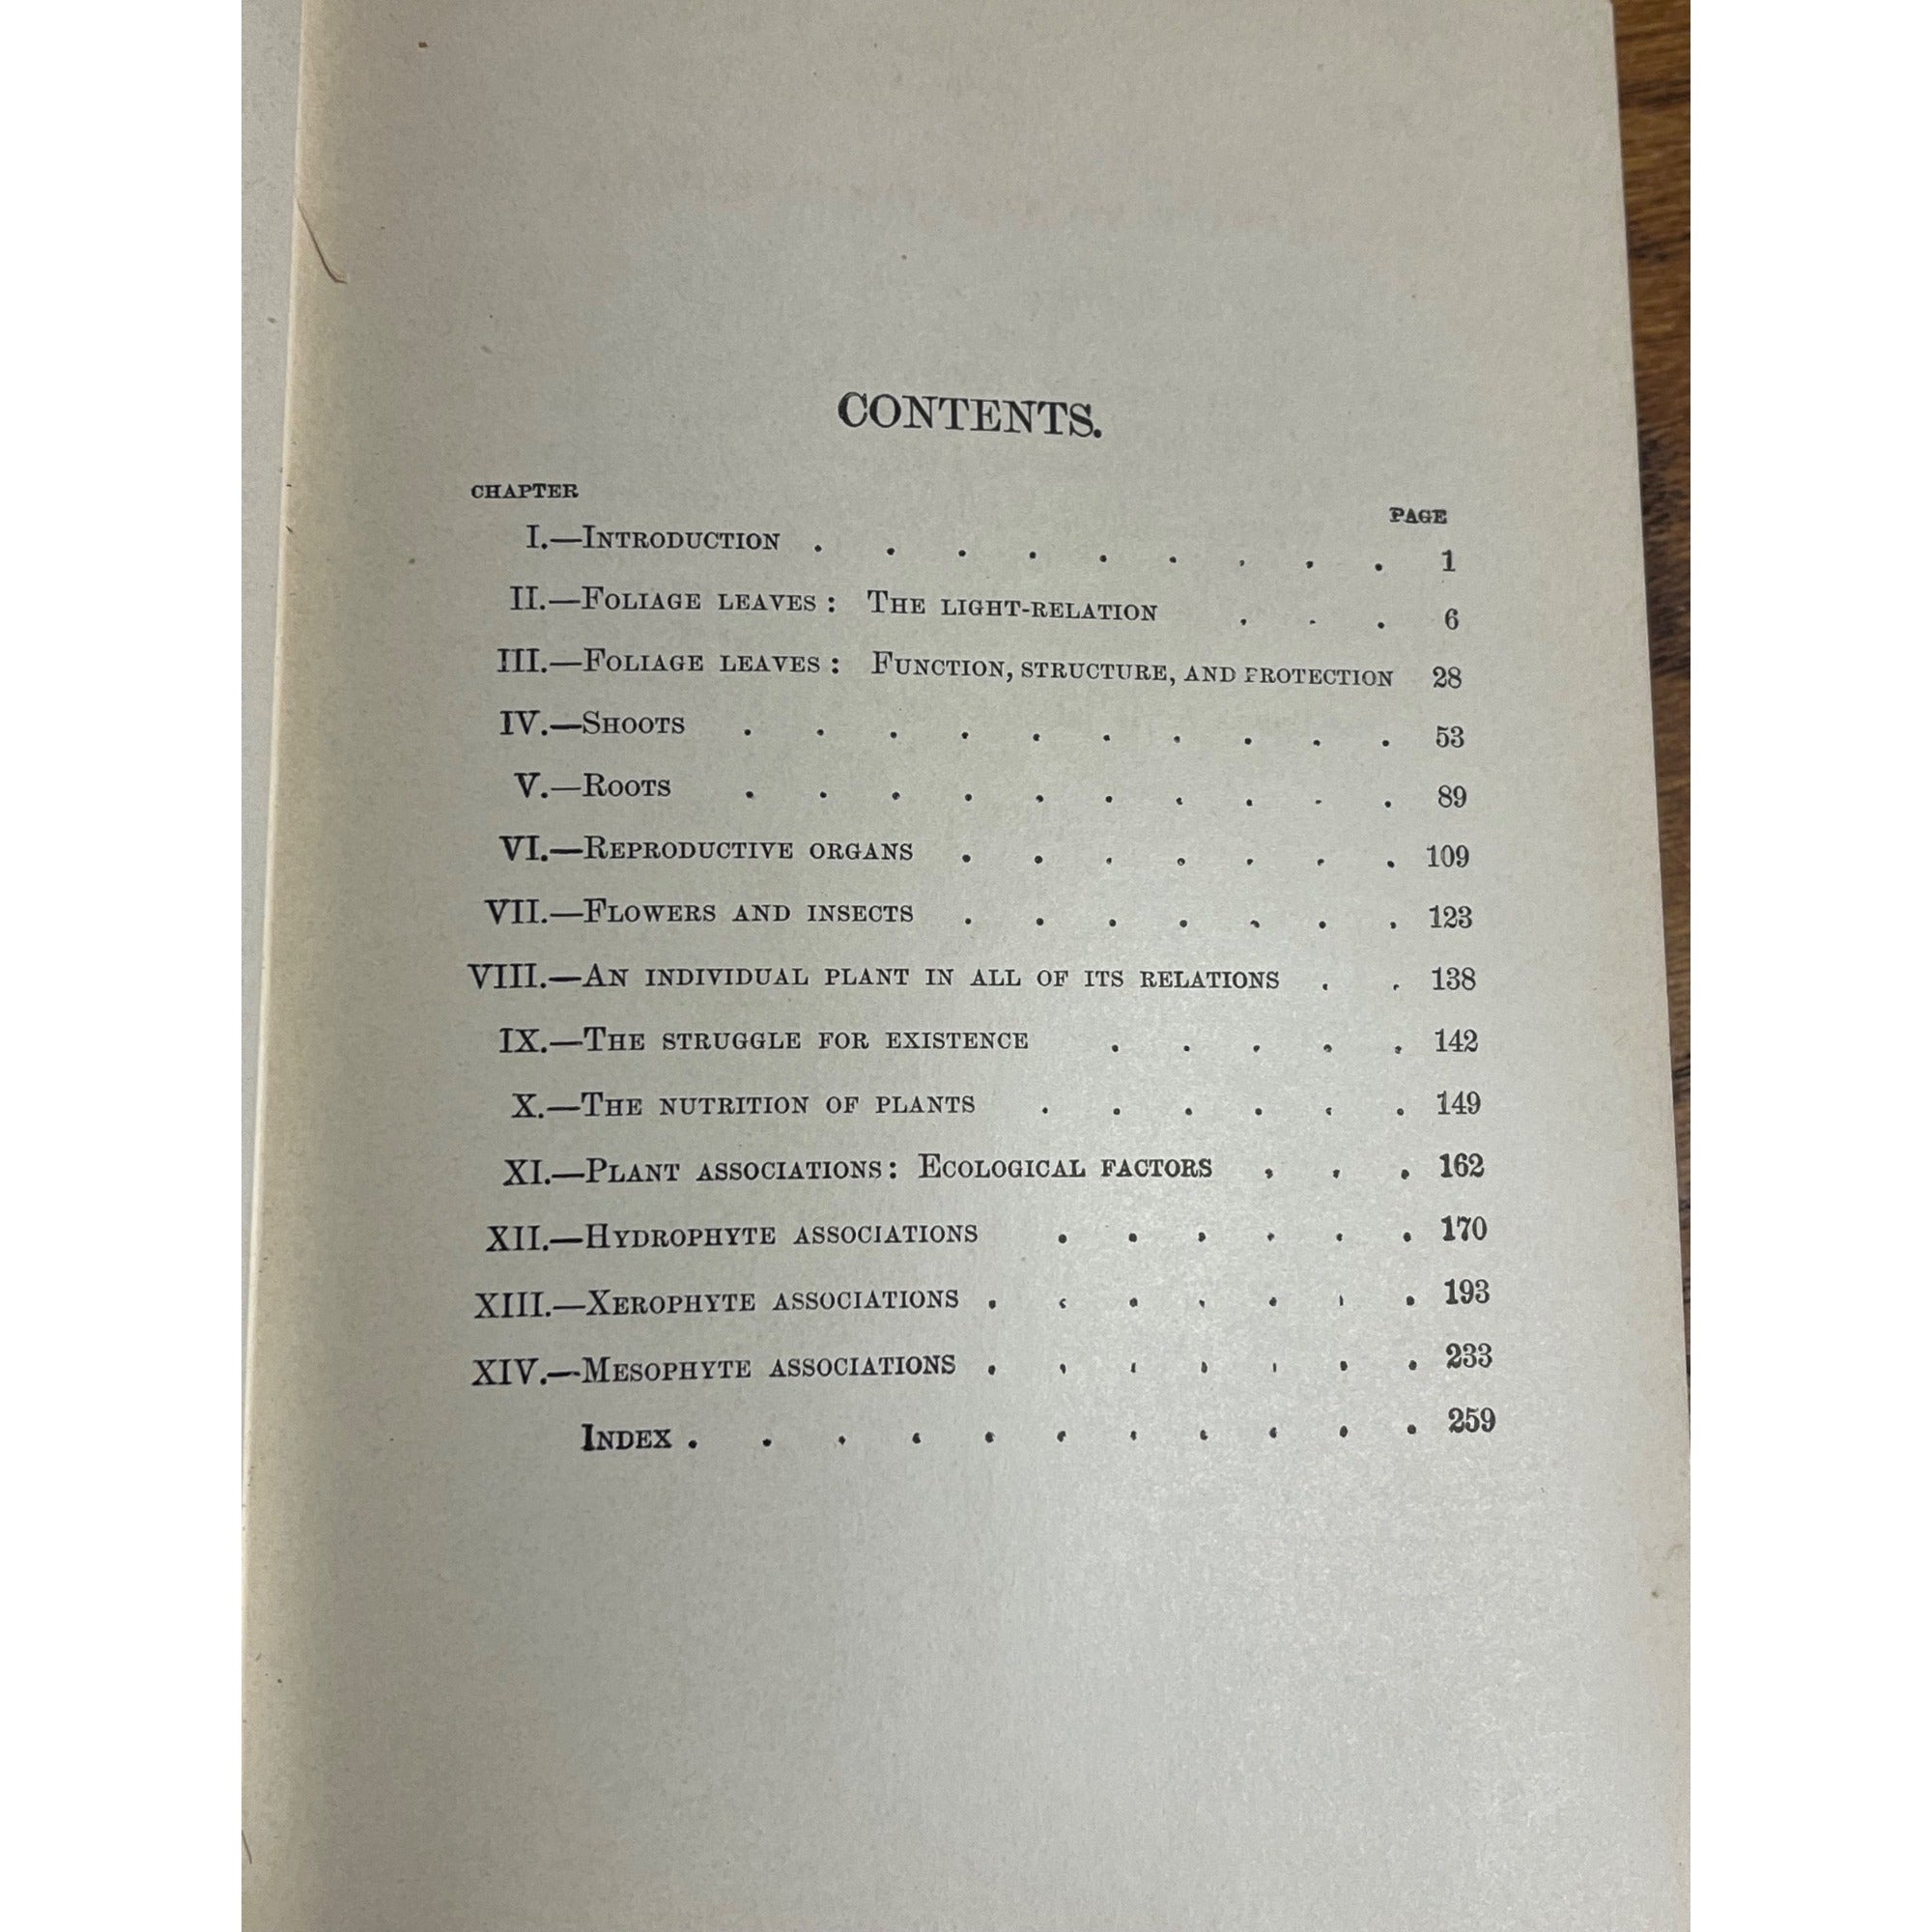 CONTENTS.
CHAPTER PAGE
I.—INTRODUCTION . . . . . . . . . 1
II.—FOLIAGE LEAVES: THE LIGHT-RELATION . . . 6
III.—FOLIAGE LEAVES: FUNCTION, STRUCTURE, AND PROTECTION 28
IV.—SHOOTS . . . . . . . . . . 53
V.—ROOTS . . . . . . . . . . 89
VI.—REPRODUCTIVE ORGANS . . . . . . . 109
VII.—FLOWERS AND INSECTS . . . . . . . 123
VIII.—AN INDIVIDUAL PLANT IN ALL OF ITS RELATIONS . . 138
IX.—THE STRUGGLE FOR EXISTENCE . . . . . 142
X.—THE NUTRITION OF PLANTS . . . . . . 149
XI.—PLANT ASSOCIATIONS: ECOLOGICAL FACTORS . . . 162
XII.—HYDROPHYTE ASSOCIATIONS . . . . . . 170
XIII.—XEROPHYTE ASSOCIATIONS . . . . . . . 193
XIV.—MESOPHYTE ASSOCIATIONS . . . . . . . 233
INDEX . . . . . . . . . . . 259